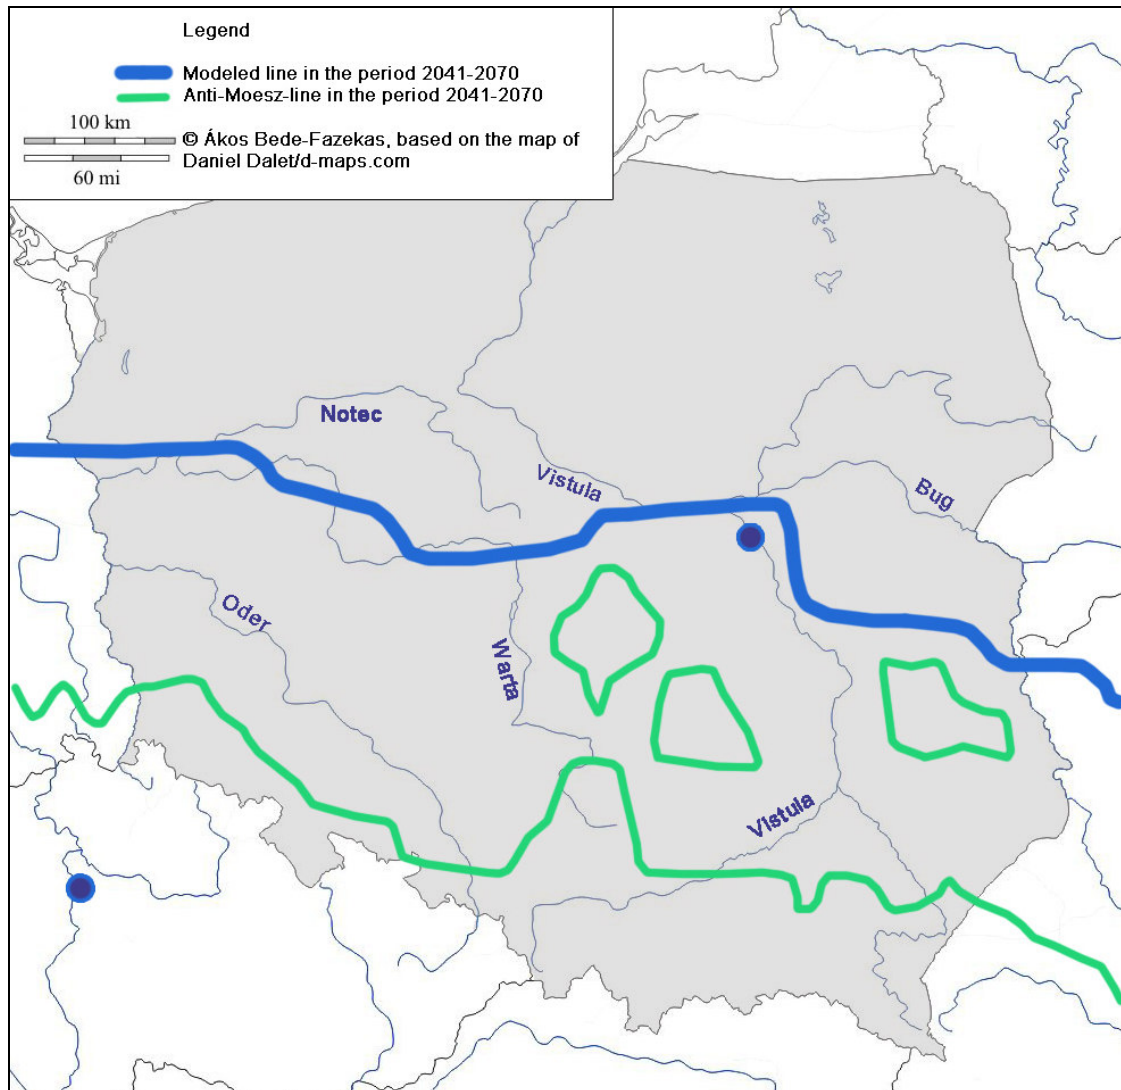 Legend
Modeled line in the period 2041-2070
Anti-Moesz-line in the period 2041-2070
100 km
60 mi
© Ákos Bede-Fazekas, based on the map of
Daniel Dalet/d-maps.com
Notec
Vistula
Bug
Oder
Warta
Vistula